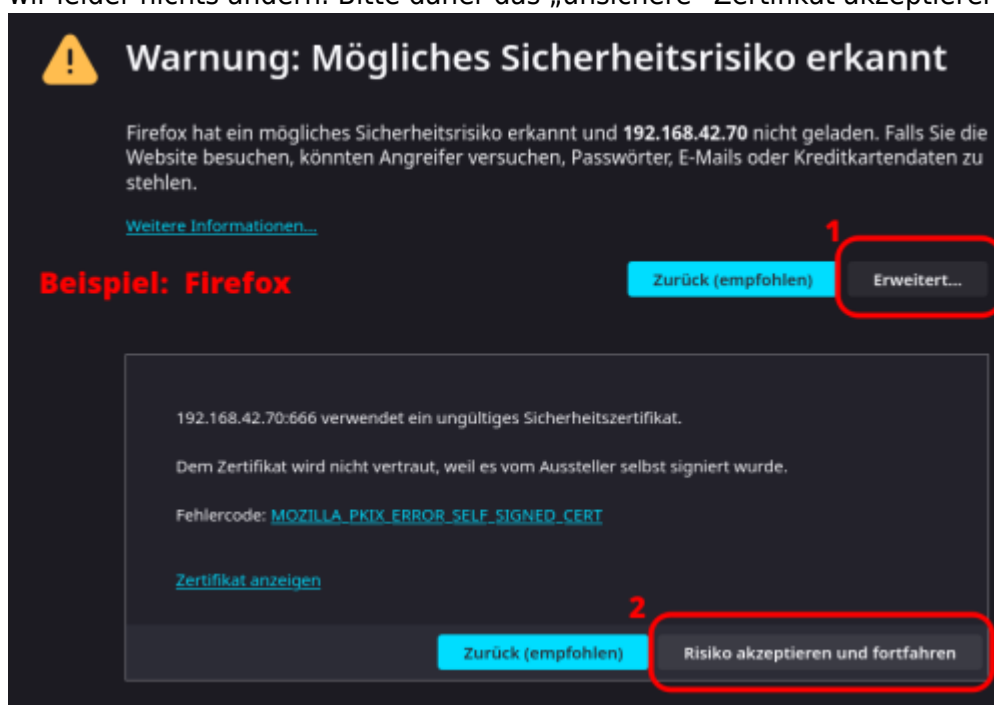 wir leider nichts ändern. Bitte daher das „unsichere“ Zertifikat akzeptieren
Warnung: Mögliches Sicherheitsrisiko erkannt
Firefox hat ein mögliches Sicherheitsrisiko erkannt und 192.168.42.70 nicht geladen. Falls Sie die
Website besuchen, könnten Angreifer versuchen, Passwörter, E-Mails oder Kreditkartendaten zu
stehlen.
Weitere Informationen...
1
Beispiel: Firefox
Zurück (empfohlen)
Erweitert...
192.168.42.70:666 verwendet ein ungültiges Sicherheitszertifikat.
Dem Zertifikat wird nicht vertraut, weil es vom Aussteller selbst signiert wurde.
Fehlercode: MOZILLA_PKIX_ERROR_SELF_SIGNED_CERT
Zertifikat anzeigen
2
Zurück (empfohlen)
Risiko akzeptieren und fortfahren